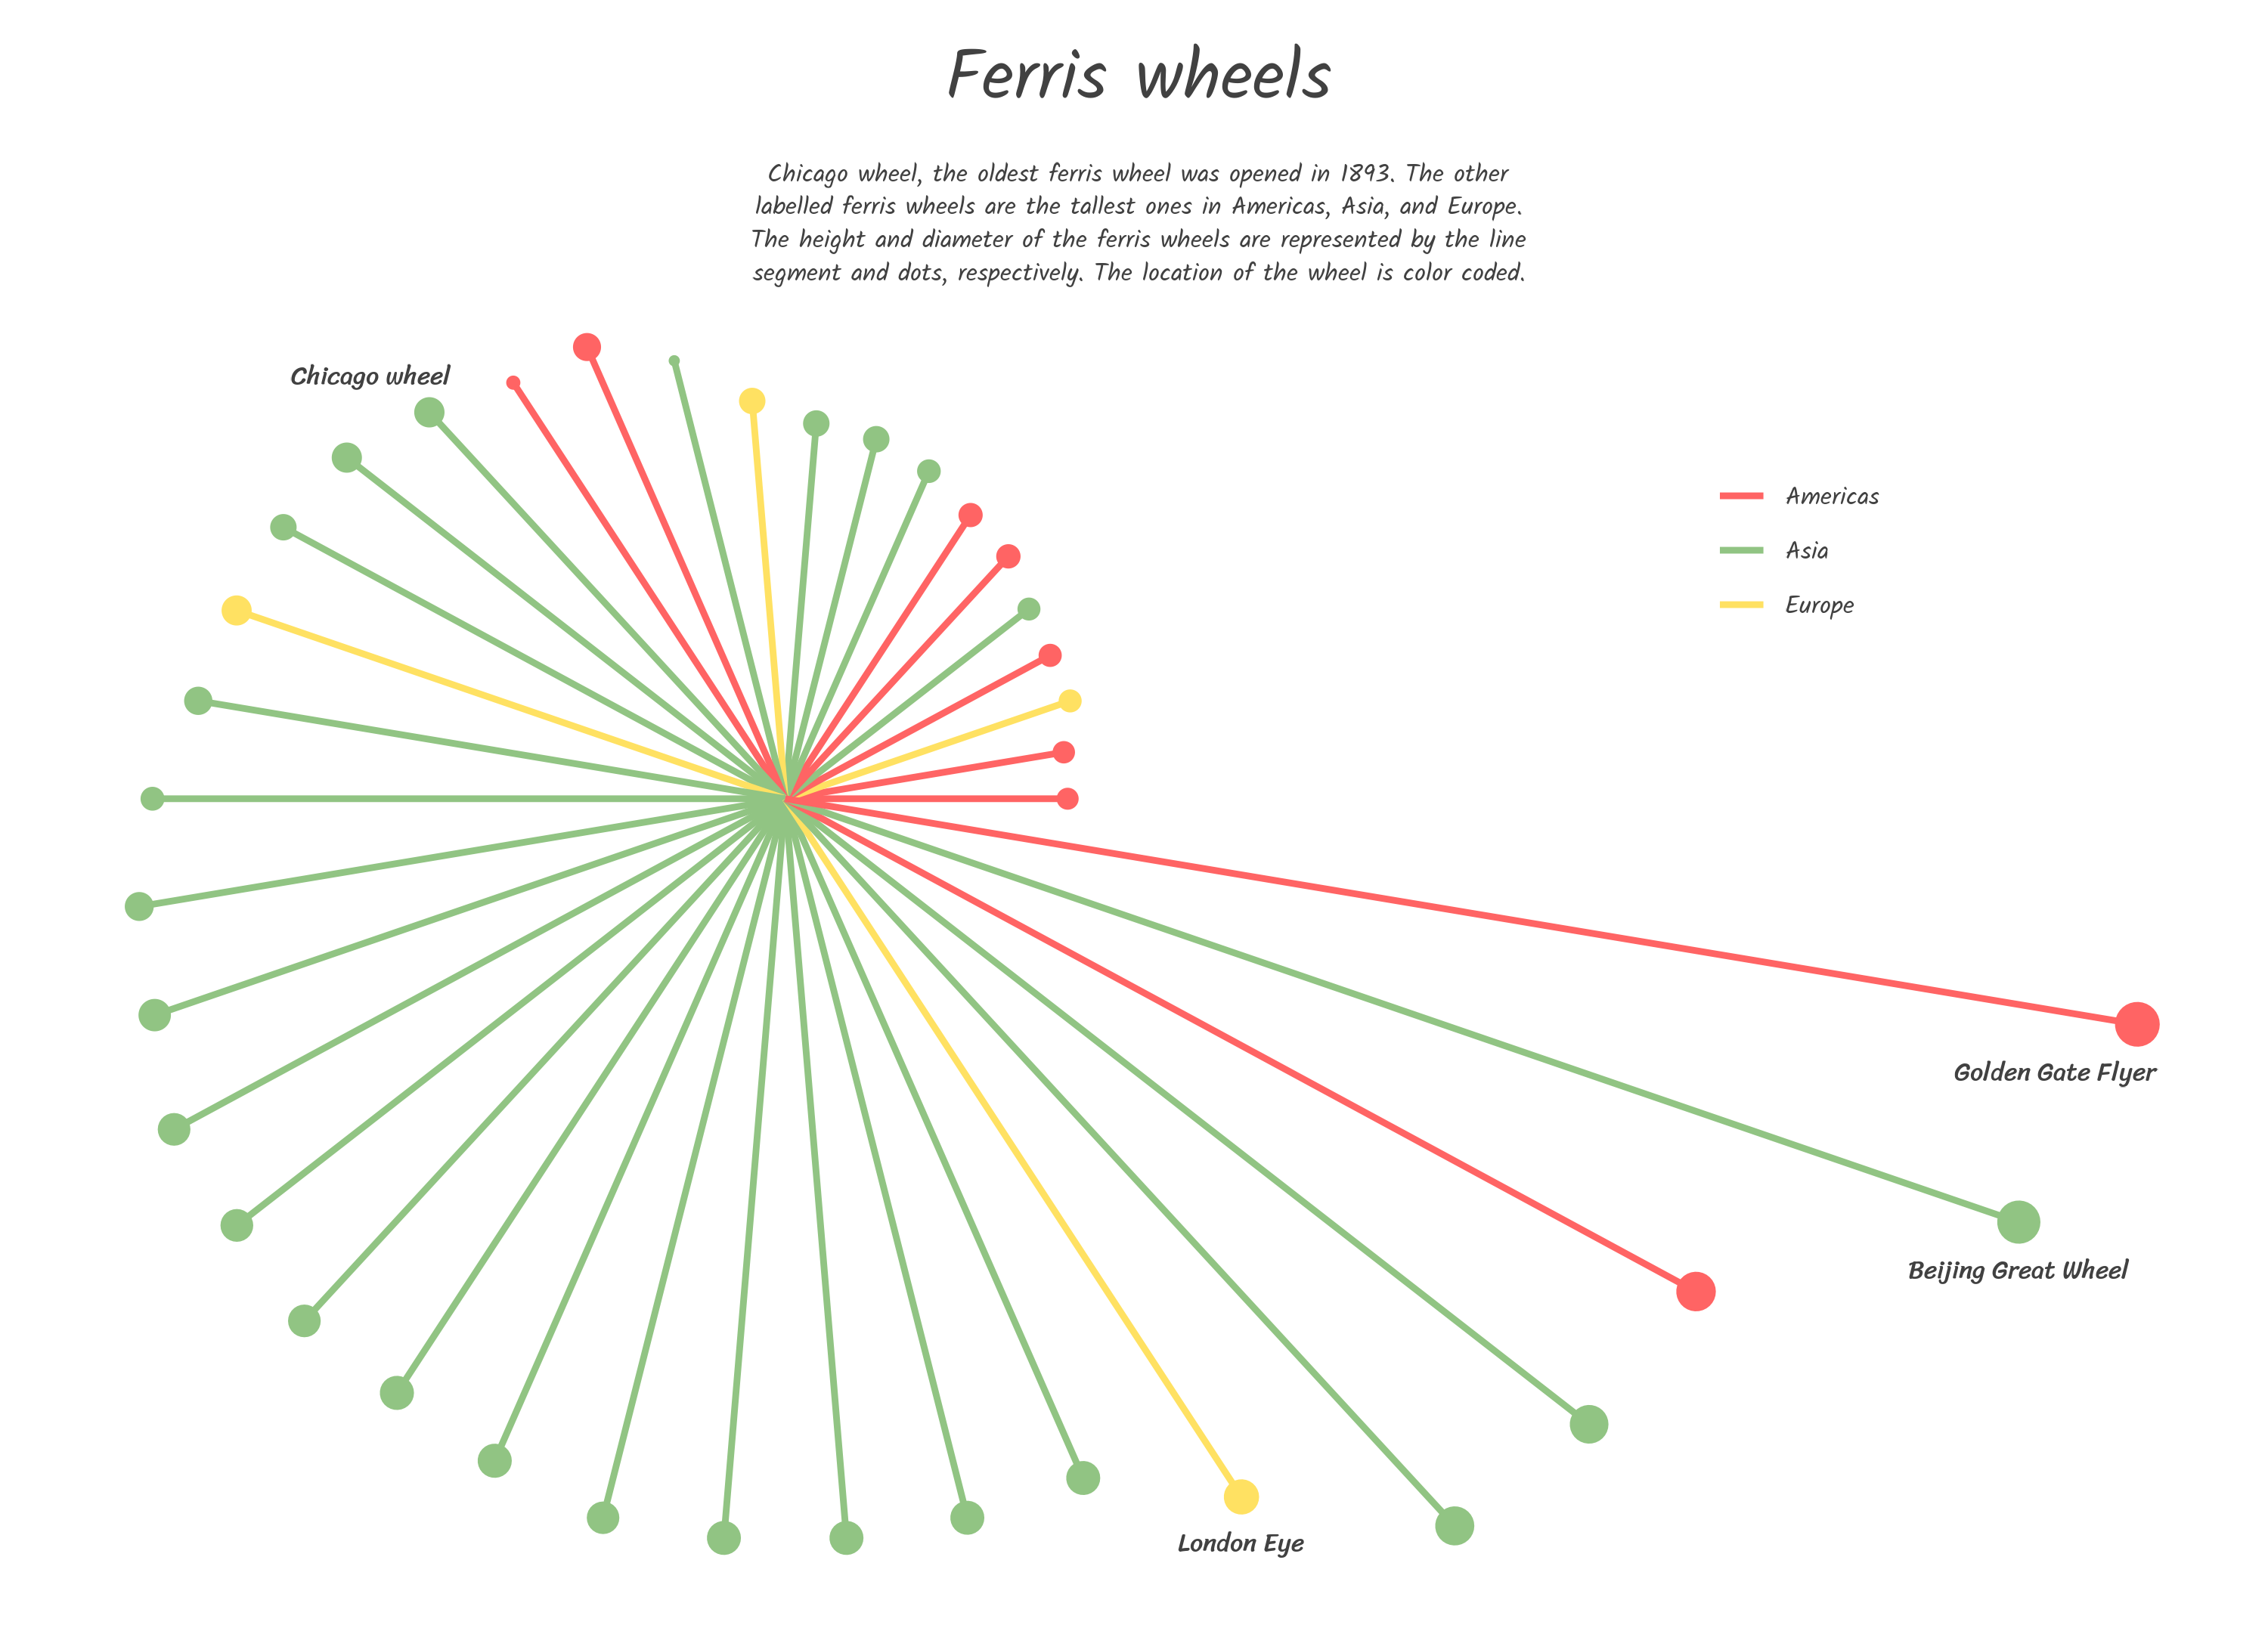 Ferris wheels
Chicago wheel, the oldest ferris wheel was opened in 1893. The other
labelled ferris wheels are the tallest ones in Americas, Asia, and Europe.
The height and diameter of the ferris wheels are represented by the line
segment and dots, respectively. The location of the wheel is color coded.
Chicago wheel
Americas
Asia
Europe
Golden Gate Flyer
Beijing Great Wheel
London Eye